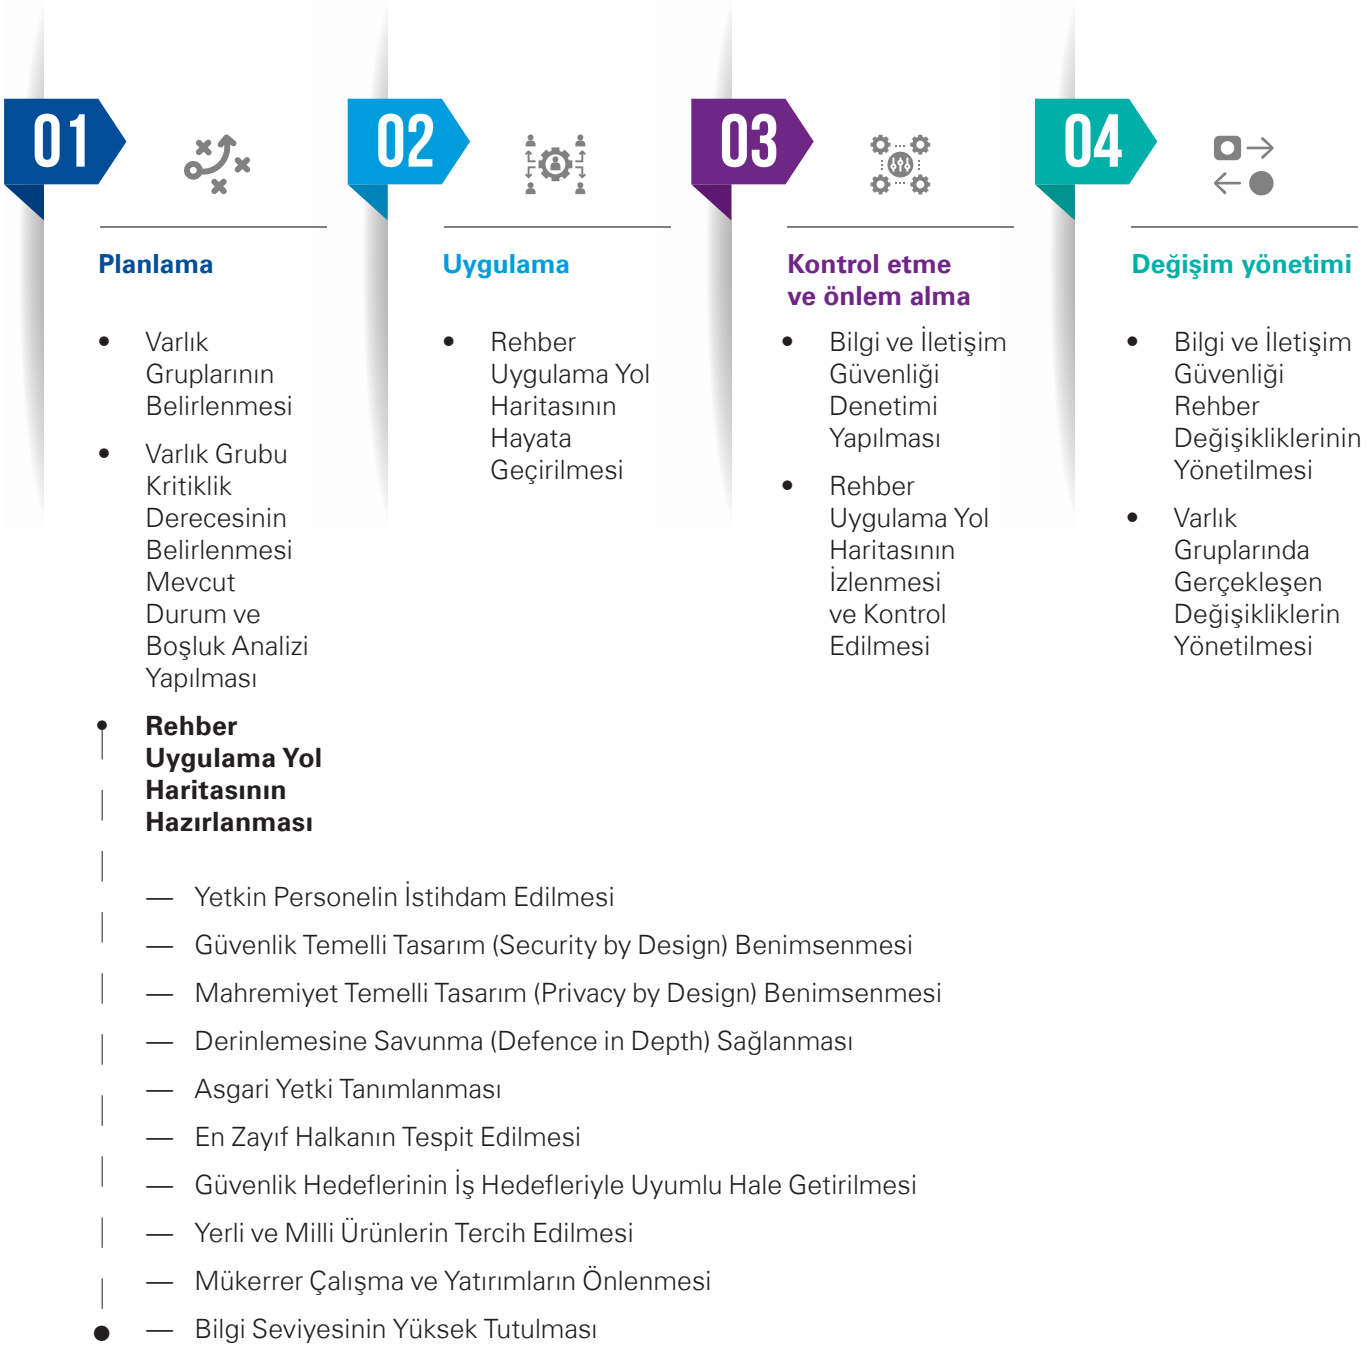 01
Planlama
• Varlık
Gruplarının
Belirlenmesi
• Varlık Grubu
Kritiklik
Derecesinin
Belirlenmesi
Mevcut
Durum ve
Boşluk Analizi
Yapılması
• Rehber
Uygulama Yol
Haritasının
Hazırlanması
— Yetkin Personelin İstihdam Edilmesi
— Güvenlik Temelli Tasarım (Security by Design) Benimsenmesi
— Mahremiyet Temelli Tasarım (Privacy by Design) Benimsenmesi
— Derinlemesine Savunma (Defence in Depth) Sağlanması
— Asgari Yetki Tanımlanması
— En Zayıf Halkanın Tespit Edilmesi
— Güvenlik Hedeflerinin İş Hedefleriyle Uyumlu Hale Getirilmesi
— Yerli ve Milli Ürünlerin Tercih Edilmesi
— Mükerrer Çalışma ve Yatırımların Önlenmesi
— Bilgi Seviyesinin Yüksek Tutulması
02
Uygulama
• Rehber
Uygulama Yol
Haritasının
Hayata
Geçirilmesi
03
Kontrol etme
ve önlem alma
• Bilgi ve İletişim
Güvenliği
Denetimi
Yapılması
• Rehber
Uygulama Yol
Haritasının
İzlenmesi
ve Kontrol
Edilmesi
04
Değişim yönetimi
• Bilgi ve İletişim
Güvenliği
Rehber
Değişikliklerinin
Yönetilmesi
• Varlık
Gruplarında
Gerçekleşen
Değişikliklerin
Yönetilmesi